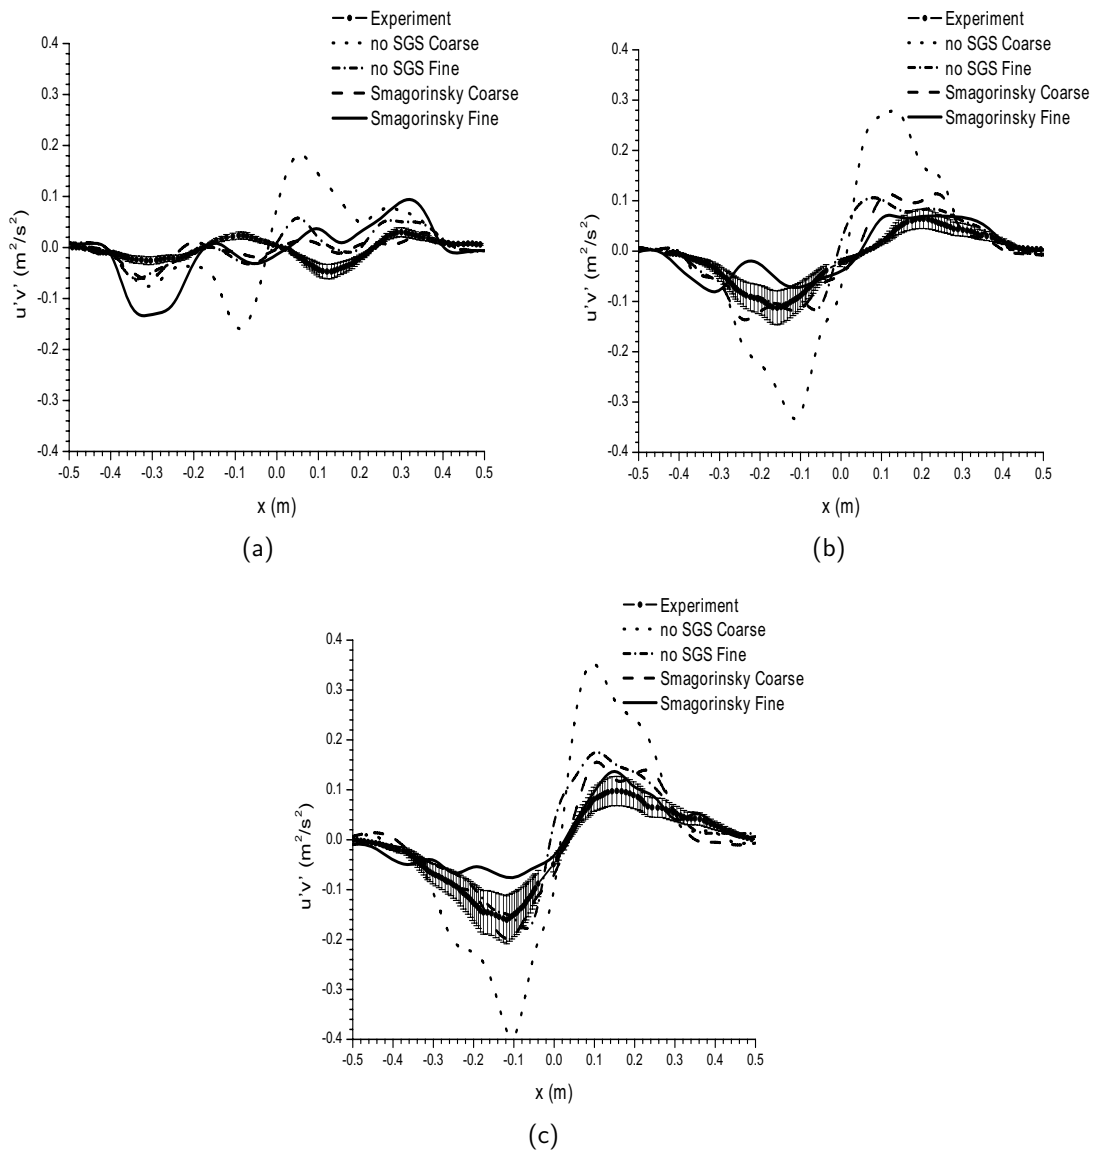 Experiment
no SGS Coarse
no SGS Fine
Smagorinsky Coarse
Smagorinsky Fine
0.4
0.3
0.2
0.1
0.0
-0.1
-0.2
-0.3
-0.4
u'v' (m²/s²)
-0.5 -0.4 -0.3 -0.2 -0.1 0.0 0.1 0.2 0.3 0.4 0.5
x (m)
(a)
Experiment
no SGS Coarse
no SGS Fine
Smagorinsky Coarse
Smagorinsky Fine
0.4
0.3
0.2
0.1
0.0
-0.1
-0.2
-0.3
-0.4
u'v' (m²/s²)
-0.5 -0.4 -0.3 -0.2 -0.1 0.0 0.1 0.2 0.3 0.4 0.5
x (m)
(b)
Experiment
no SGS Coarse
no SGS Fine
Smagorinsky Coarse
Smagorinsky Fine
0.4
0.3
0.2
0.1
0.0
-0.1
-0.2
-0.3
-0.4
u'v' (m²/s²)
-0.5 -0.4 -0.3 -0.2 -0.1 0.0 0.1 0.2 0.3 0.4 0.5
x (m)
(c)